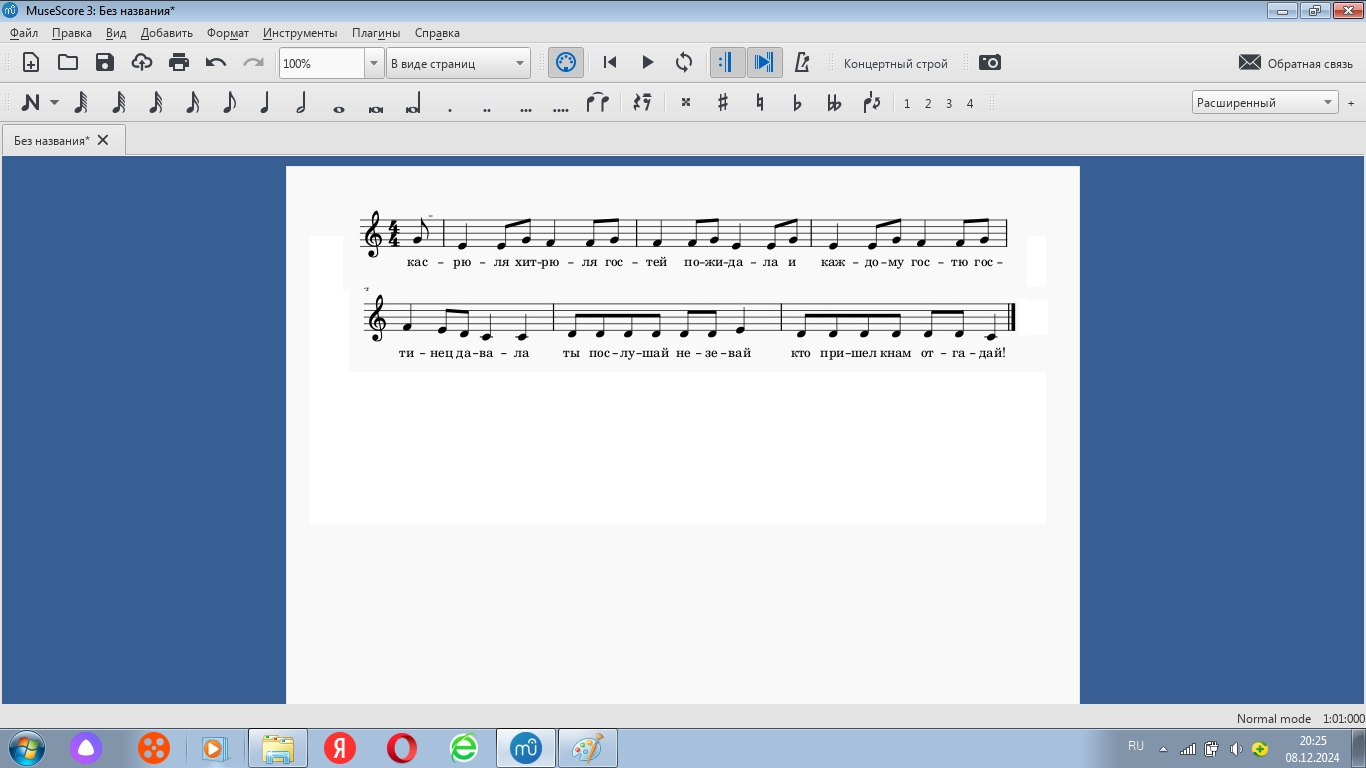 MuseScore 3: Без названия*
Файл Правка Вид Добавить Формат Инструменты Плагины Справка
100% В виде страниц Концертный строй Обратная связь
1 2 3 4 Расширенный +
Без названия*
кас – рю – ля хит–рю – ля гос – тей по–жи–да – ла и каж – до–му гос – тю гос –
ти – нец да–ва – ла ты пос–лу–шай не–зе–вай кто при–шел кнам от – га–дай!
Normal mode 1:01:000
RU 20:25
08.12.2024